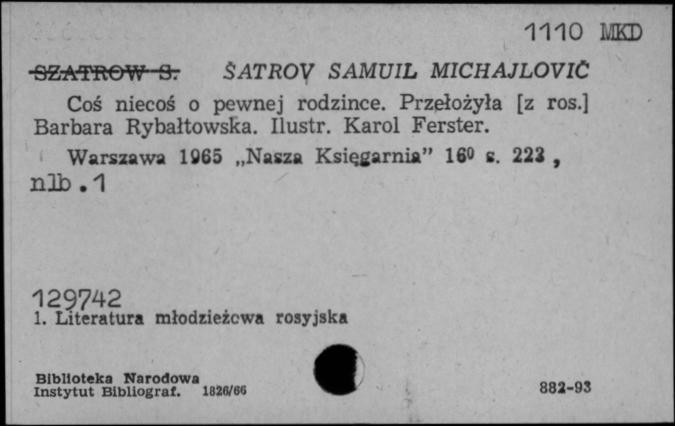 1110 MKD
SZATROW S. ŠATROV SAMUIL MICHAJLOVIČ
Coś niecoś o pewnej rodzince. Przełożyła [z ros.]
Barbara Rybałtowska. Ilustr. Karol Ferster.
Warszawa 1965 „Nasza Księgarnia” 16⁰ s. 223,
nlb.1
129742
1. Literatura młodzieżowa rosyjska
Biblioteka Narodowa
Instytut Bibliograf. 1826/66
882-93